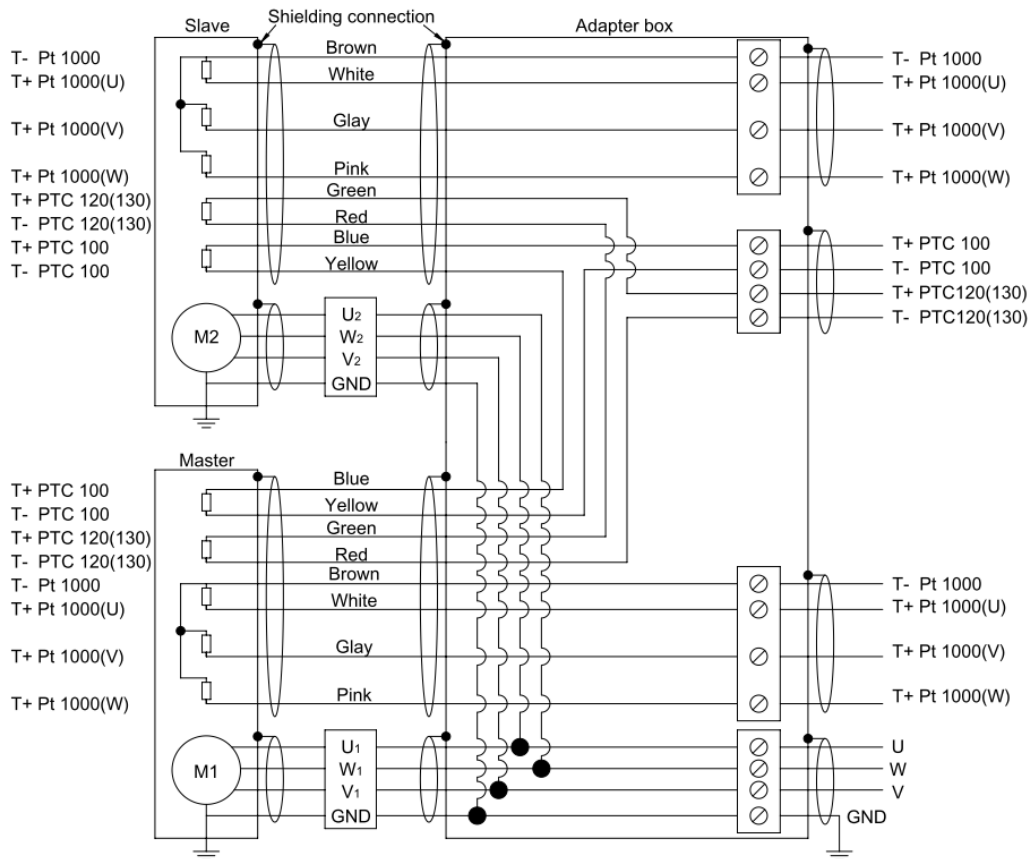 Slave
Shielding connection
Adapter box
T- Pt 1000
T+ Pt 1000(U)
T+ Pt 1000(V)
T+ Pt 1000(W)
T+ PTC 120(130)
T- PTC 120(130)
T+ PTC 100
T- PTC 100
Brown
White
Glay
Pink
Green
Red
Blue
Yellow
T- Pt 1000
T+ Pt 1000(U)
T+ Pt 1000(V)
T+ Pt 1000(W)
T+ PTC 100
T- PTC 100
T+ PTC120(130)
T- PTC120(130)
M2
U2
W2
V2
GND
Master
T+ PTC 100
T- PTC 100
T+ PTC 120(130)
T- PTC 120(130)
T- Pt 1000
T+ Pt 1000(U)
T+ Pt 1000(V)
T+ Pt 1000(W)
Blue
Yellow
Green
Red
Brown
White
Glay
Pink
T- Pt 1000
T+ Pt 1000(U)
T+ Pt 1000(V)
T+ Pt 1000(W)
M1
U1
W1
V1
GND
U
W
V
GND